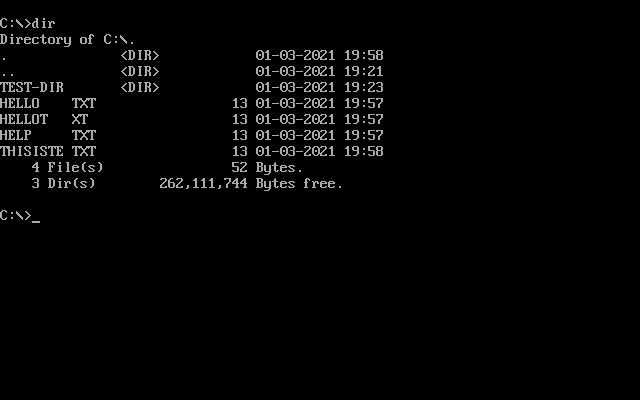 C:\>dir
Directory of C:\.
.              <DIR>            01-03-2021 19:58
..             <DIR>            01-03-2021 19:21
TEST-DIR       <DIR>            01-03-2021 19:23
HELLO    TXT                 13 01-03-2021 19:57
HELLOT   XT                  13 01-03-2021 19:57
HELP     TXT                 13 01-03-2021 19:57
THISISTE TXT                 13 01-03-2021 19:58
    4 File(s)                52 Bytes.
    3 Dir(s)        262,111,744 Bytes free.
C:\>_